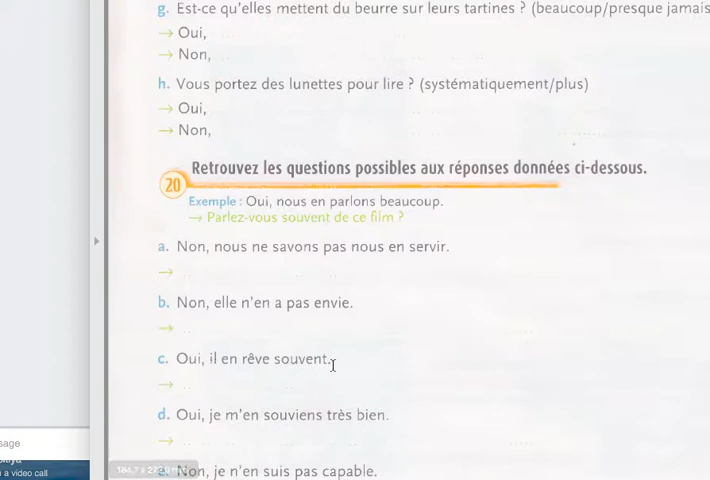 g. Est-ce qu'elles mettent du beurre sur leurs tartines ? (beaucoup/presque jamais
→ Oui,
→ Non,
h. Vous portez des lunettes pour lire ? (systématiquement/plus)
→ Oui,
→ Non,
20 Retrouvez les questions possibles aux réponses données ci-dessous.
Exemple : Oui, nous en parlons beaucoup.
→ Parlez-vous souvent de ce film ?
a. Non, nous ne savons pas nous en servir.
→
b. Non, elle n'en a pas envie.
→
c. Oui, il en rêve souvent.
→
d. Oui, je m'en souviens très bien.
→
sage
Non, je n'en suis pas capable.
a video call